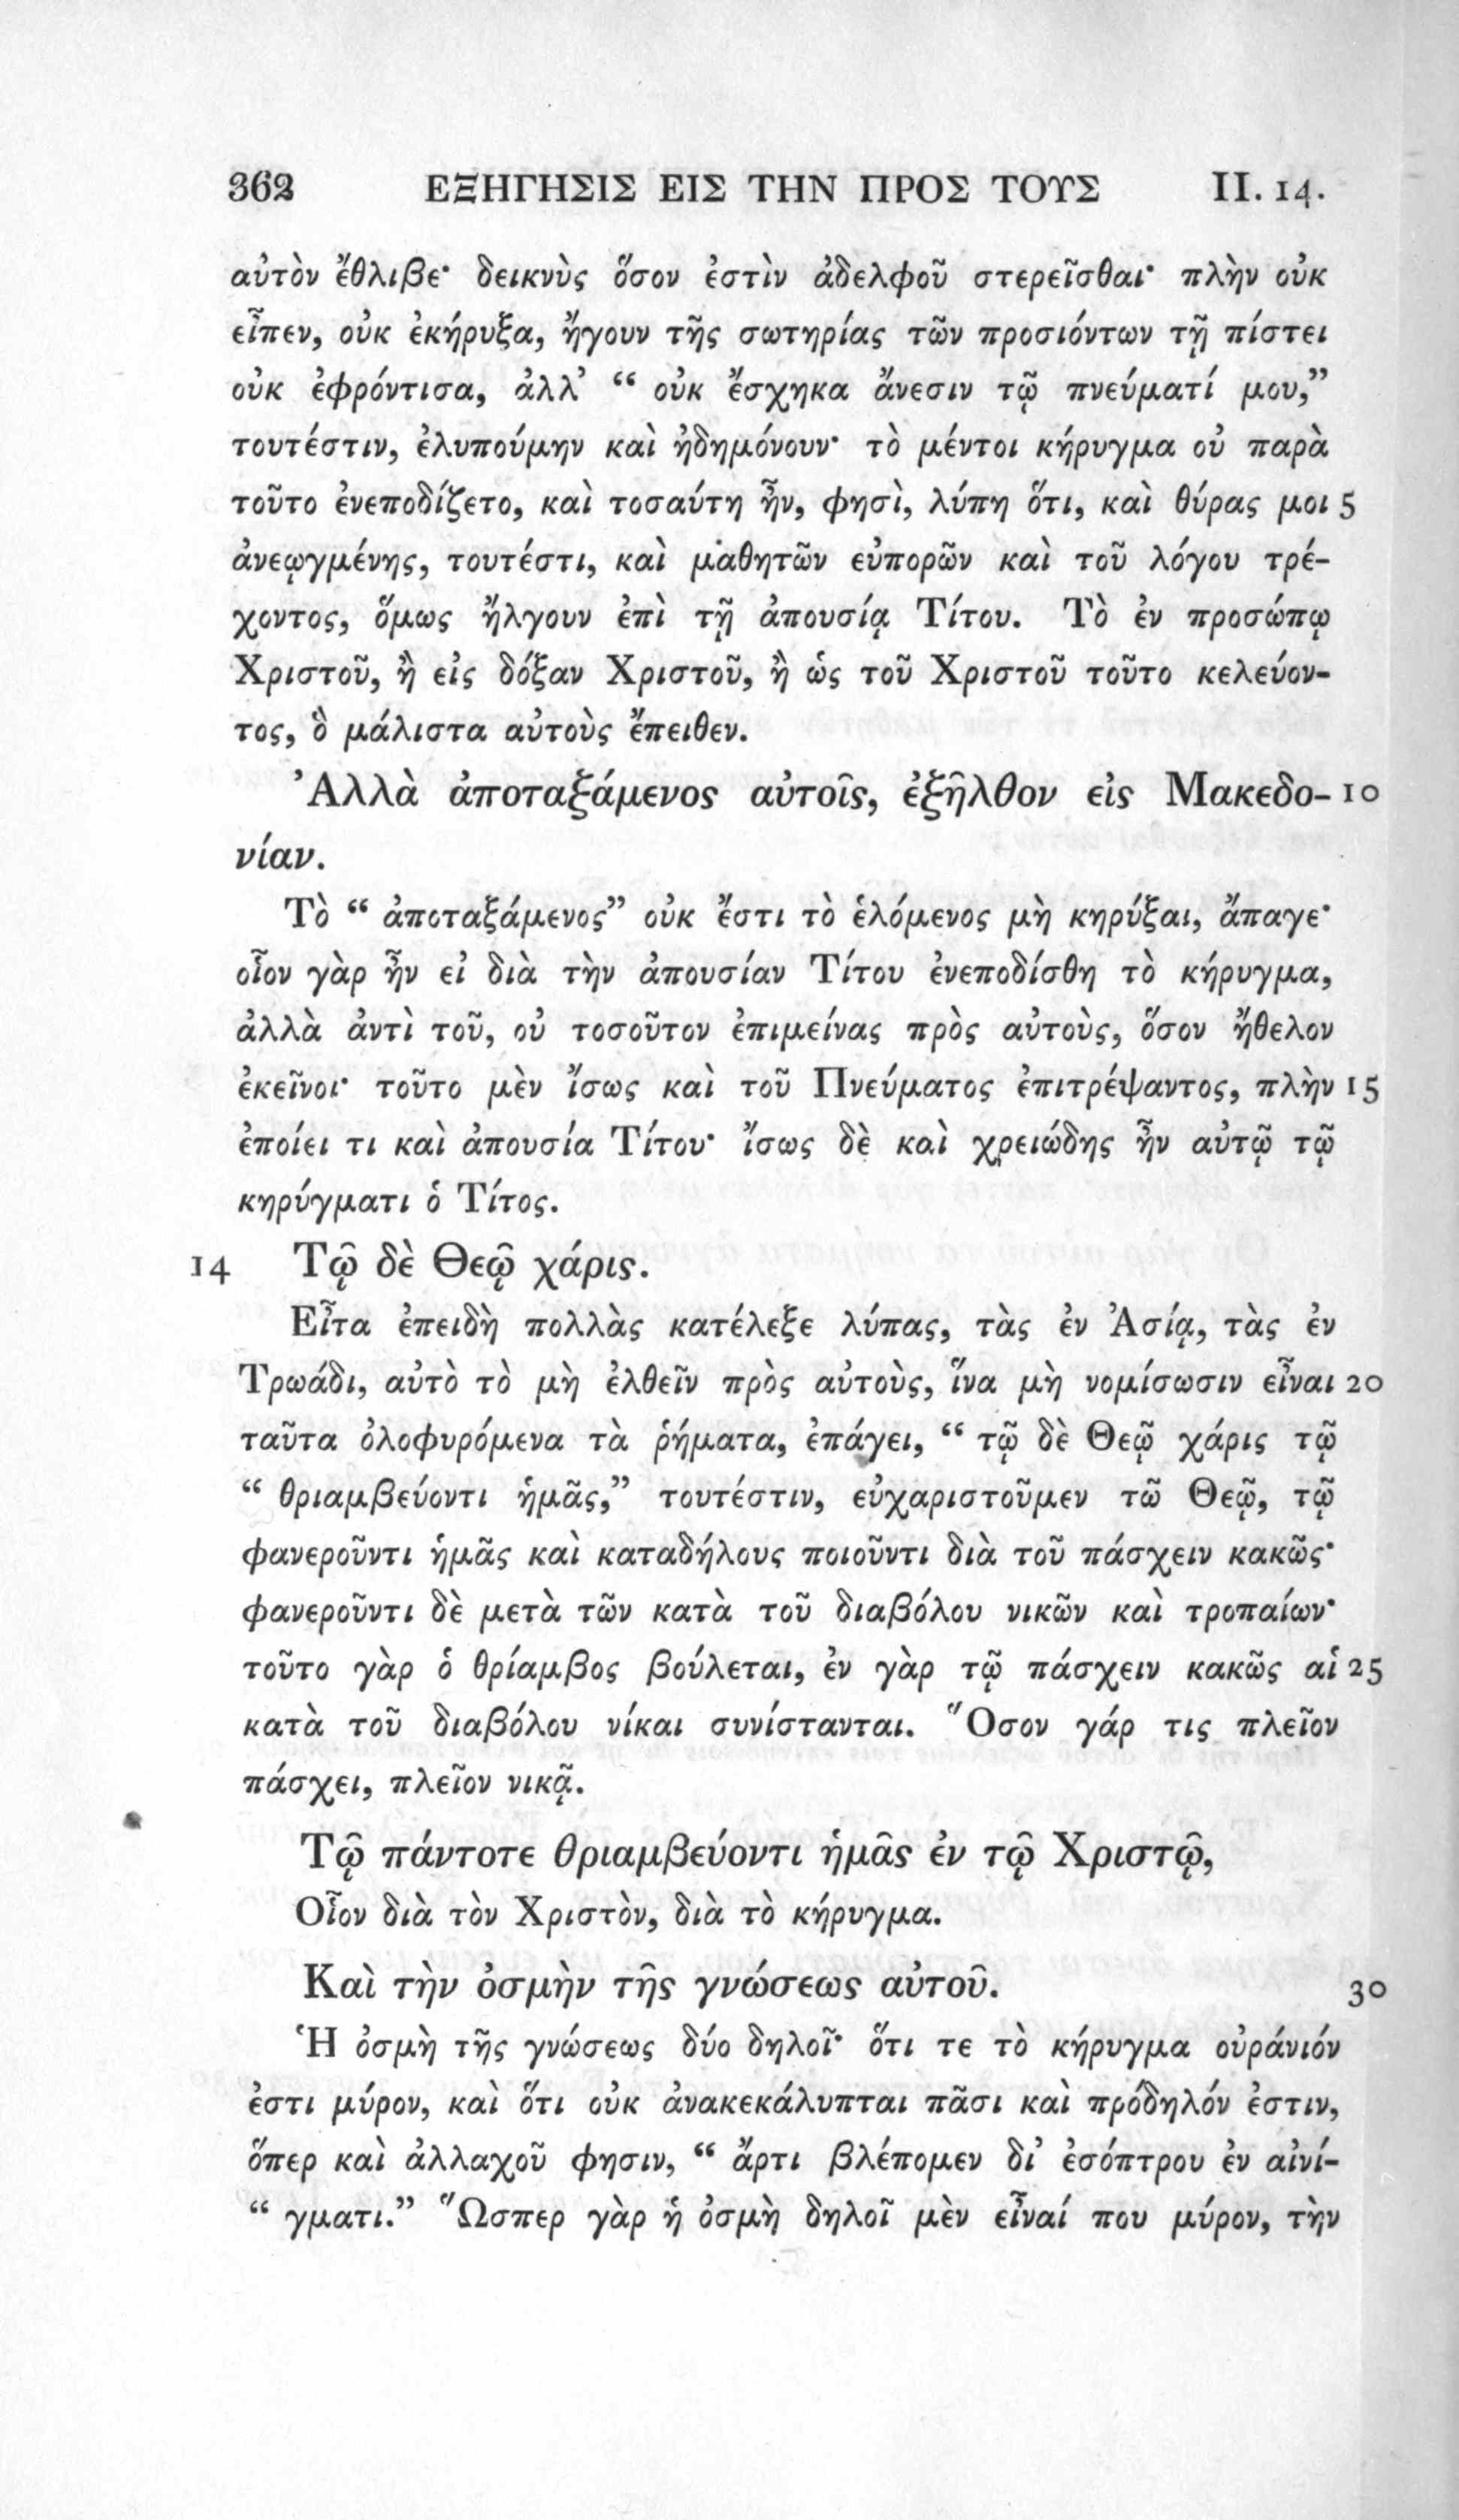 362 ΕΞΗΓΗΣΙΣ ΕΙΣ ΤΗΝ ΠΡΟΣ ΤΟΥΣ II. 14.
αὐτὸν ἔθλιβε· δεικνὺς ὅσον ἐστὶν ἀδελφοῦ στερεῖσθαι· πλὴν οὐκ
εἶπεν, οὐκ ἐκήρυξα, ἤγουν τῆς σωτηρίας τῶν προσιόντων τῇ πίστει
οὐκ ἐφρόντισα, ἀλλ’ “ οὐκ ἔσχηκα ἄνεσιν τῷ πνεύματί μου,”
τουτέστιν, ἐλυπούμην καὶ ἠδημόνουν· τὸ μέντοι κήρυγμα οὐ παρὰ
τοῦτο ἐνεποδίζετο, καὶ τοσαύτη ἦν, φησὶ, λύπη ὅτι, καὶ θύρας μοι 5
ἀνεῳγμένης, τουτέστι, καὶ μαθητῶν εὐπορῶν καὶ τοῦ λόγου τρέ-
χοντος, ὅμως ἤλγουν ἐπὶ τῇ ἀπουσίᾳ Τίτου. Τὸ ἐν προσώπῳ
Χριστοῦ, ἢ εἰς δόξαν Χριστοῦ, ἢ ὡς τοῦ Χριστοῦ τοῦτο κελεύον-
τος, ὃ μάλιστα αὐτοὺς ἔπειθεν.
Ἀλλὰ ἀποταξάμενος αὐτοῖς, ἐξῆλθον εἰς Μακεδο- 10
νίαν.
Τὸ “ ἀποταξάμενος” οὐκ ἔστι τὸ ἑλόμενος μὴ κηρύξαι, ἄπαγε·
οἷον γὰρ ἦν εἰ διὰ τὴν ἀπουσίαν Τίτου ἐνεποδίσθη τὸ κήρυγμα,
ἀλλὰ ἀντὶ τοῦ, οὐ τοσοῦτον ἐπιμείνας πρὸς αὐτοὺς, ὅσον ἤθελον
ἐκεῖνοι· τοῦτο μὲν ἴσως καὶ τοῦ Πνεύματος ἐπιτρέψαντος, πλὴν 15
ἐποίει τι καὶ ἀπουσία Τίτου· ἴσως δὲ καὶ χρειώδης ἦν αὐτῷ τῷ
κηρύγματι ὁ Τίτος.
14 Τῷ δὲ Θεῷ χάρις.
Εἶτα ἐπειδὴ πολλὰς κατέλεξε λύπας, τὰς ἐν Ἀσίᾳ, τὰς ἐν
Τρωάδι, αὐτὸ τὸ μὴ ἐλθεῖν πρὸς αὐτοὺς, ἵνα μὴ νομίσωσιν εἶναι 20
ταῦτα ὀλοφυρόμενα τὰ ῥήματα, ἐπάγει, “ τῷ δὲ Θεῷ χάρις τῷ
“ θριαμβεύοντι ἡμᾶς,” τουτέστιν, εὐχαριστοῦμεν τῶ Θεῷ, τῷ
φανεροῦντι ἡμᾶς καὶ καταδήλους ποιοῦντι διὰ τοῦ πάσχειν κακῶς·
φανεροῦντι δὲ μετὰ τῶν κατὰ τοῦ διαβόλου νικῶν καὶ τροπαίων·
τοῦτο γὰρ ὁ θρίαμβος βούλεται, ἐν γὰρ τῷ πάσχειν κακῶς αἱ 25
κατὰ τοῦ διαβόλου νίκαι συνίστανται. Ὅσον γάρ τις πλεῖον
πάσχει, πλεῖον νικᾷ.
Τῷ πάντοτε θριαμβεύοντι ἡμᾶς ἐν τῷ Χριστῷ,
Οἷον διὰ τὸν Χριστὸν, διὰ τὸ κήρυγμα.
Καὶ τὴν ὀσμὴν τῆς γνώσεως αὐτοῦ. 30
Ἡ ὀσμὴ τῆς γνώσεως δύο δηλοῖ· ὅτι τε τὸ κήρυγμα οὐράνιόν
ἐστι μύρον, καὶ ὅτι οὐκ ἀνακεκάλυπται πᾶσι καὶ πρόδηλόν ἐστιν,
ὅπερ καὶ ἀλλαχοῦ φησιν, “ ἄρτι βλέπομεν δι’ ἐσόπτρου ἐν αἰνί-
“ γματι.” Ὥσπερ γὰρ ἡ ὀσμὴ δηλοῖ μὲν εἶναί που μύρον, τὴν